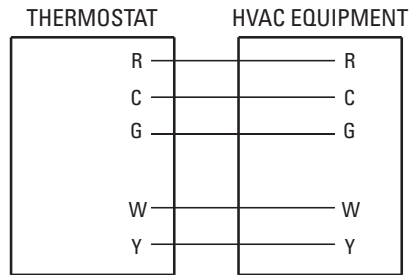 THERMOSTAT HVAC EQUIPMENT
R R
C C
G G
W W
Y Y